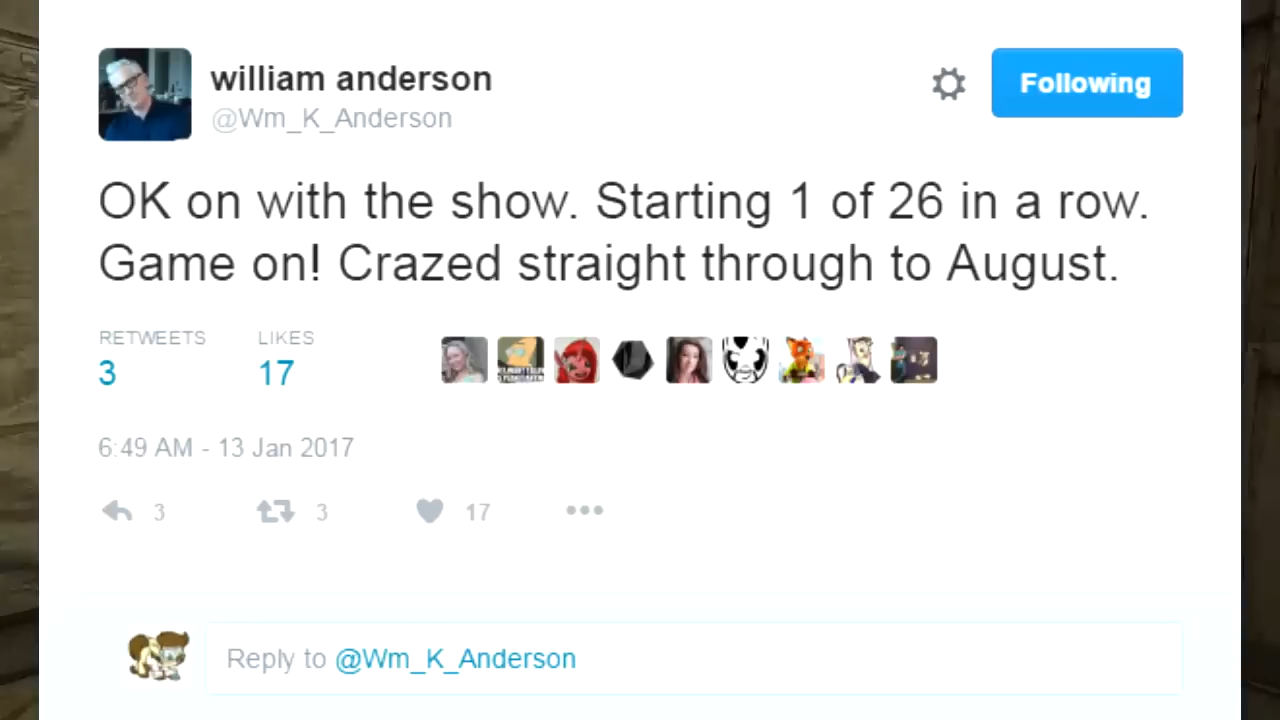 william anderson
@Wm_K_Anderson
Following
OK on with the show. Starting 1 of 26 in a row.
Game on! Crazed straight through to August.
RETWEETS LIKES
3 17
6:49 AM - 13 Jan 2017
3 3 17
Reply to @Wm_K_Anderson